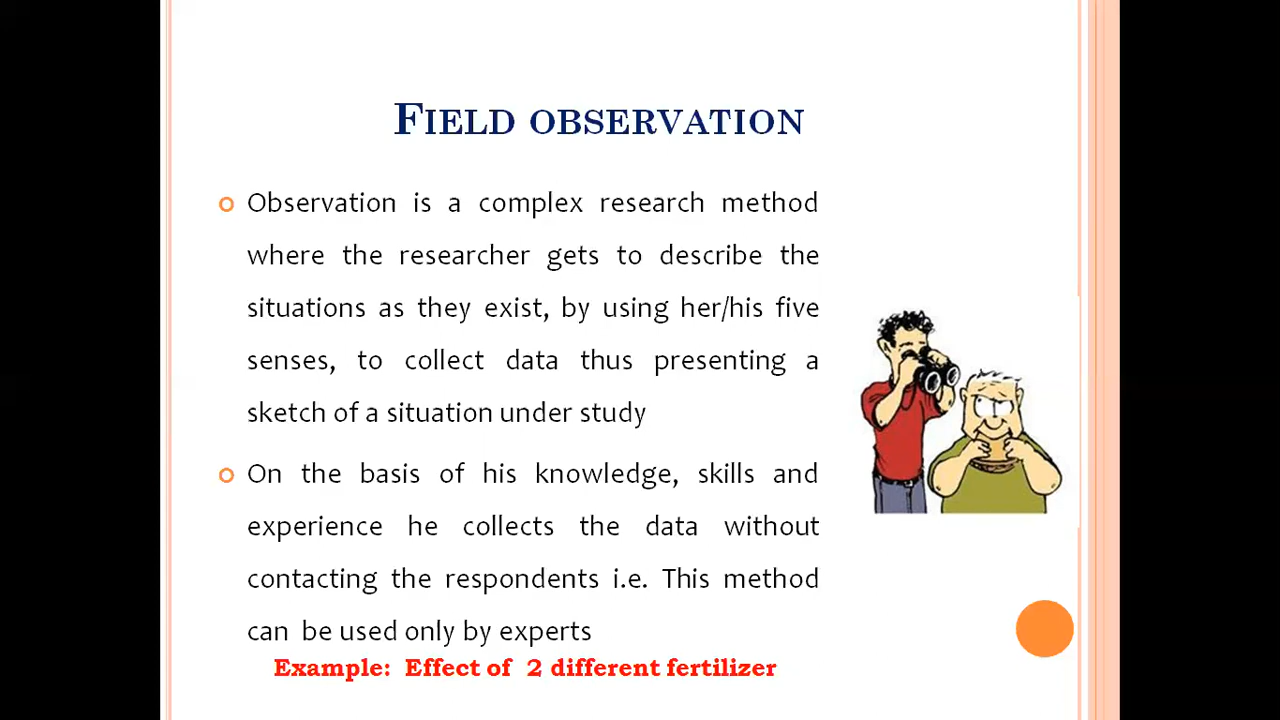 FIELD OBSERVATION
Observation is a complex research method
where the researcher gets to describe the
situations as they exist, by using her/his five
senses, to collect data thus presenting a
sketch of a situation under study
On the basis of his knowledge, skills and
experience he collects the data without
contacting the respondents i.e. This method
can be used only by experts
Example: Effect of 2 different fertilizer